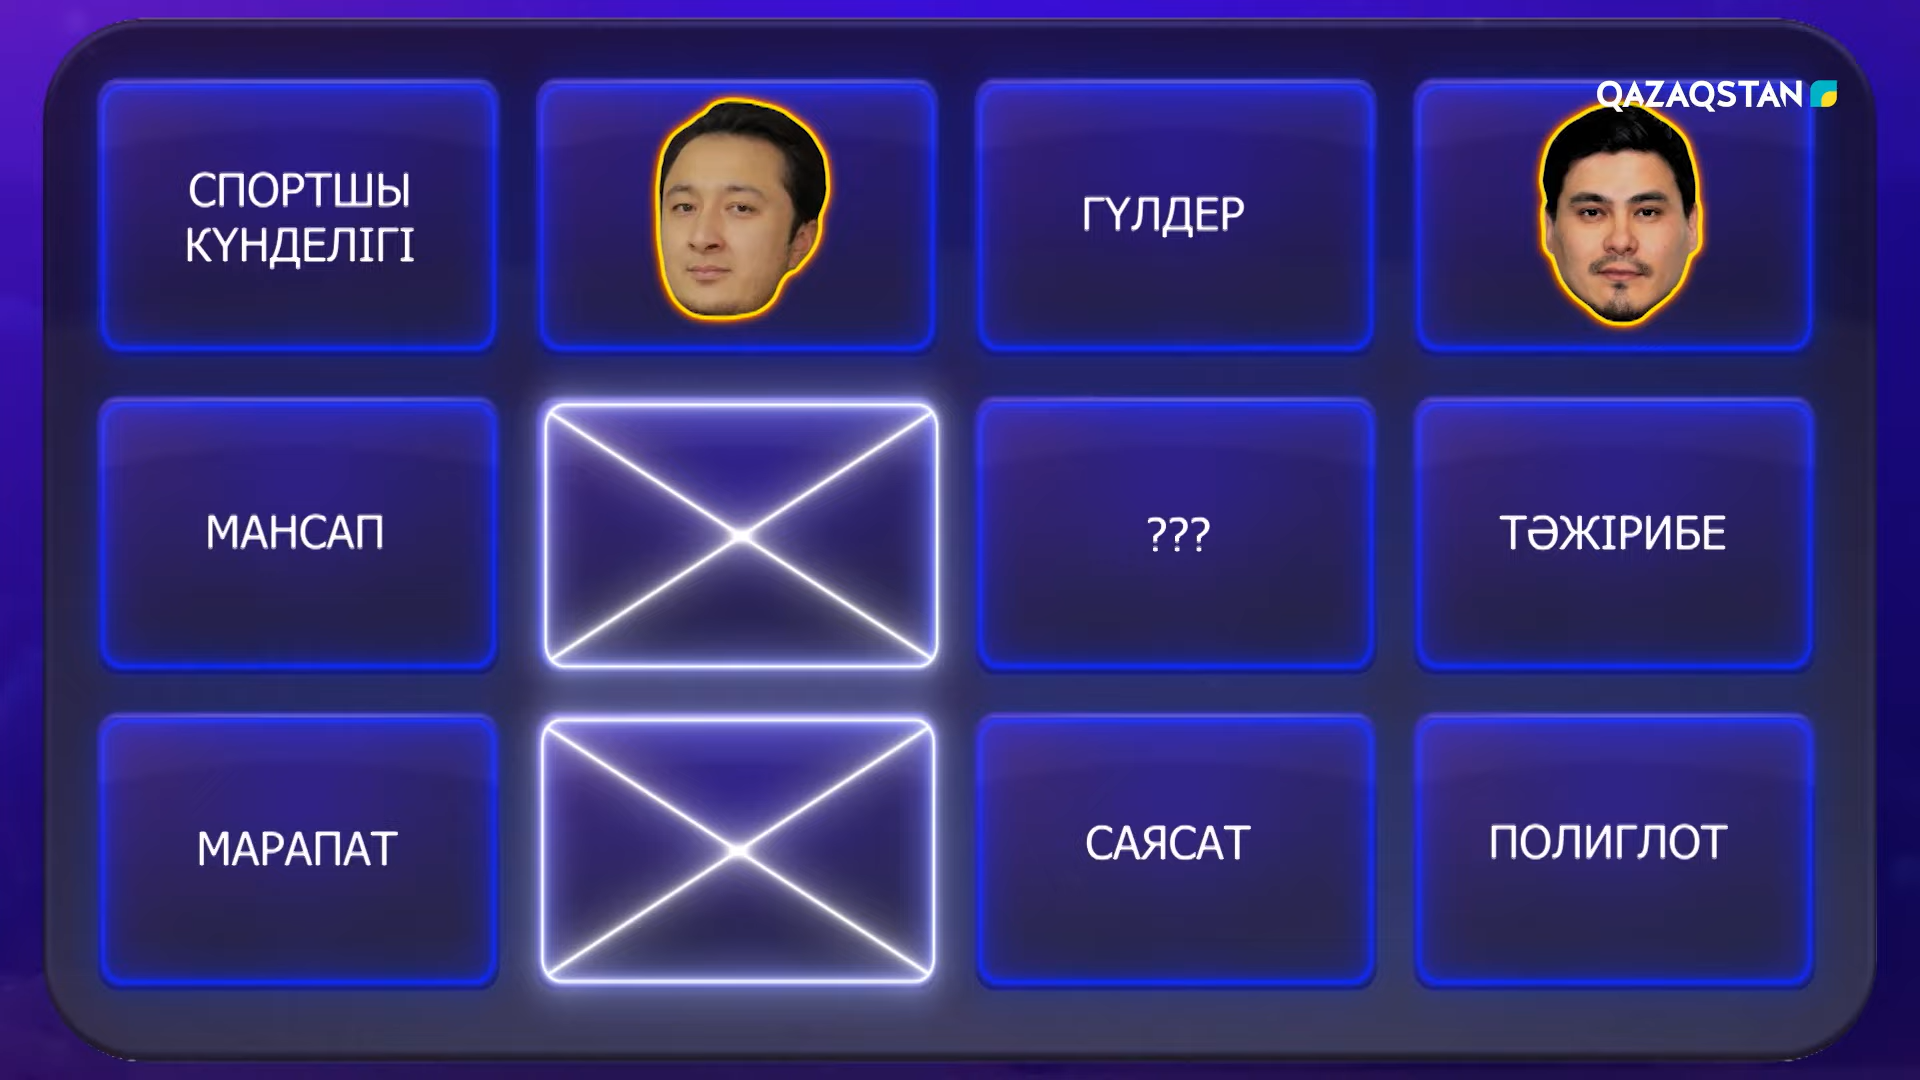 QAZAQSTAN
СПОРТШЫ
КҮНДЕЛІГІ
ГҮЛДЕР
МАНСАП
???
ТӘЖІРИБЕ
МАРАПАТ
САЯСАТ
ПОЛИГЛОТ